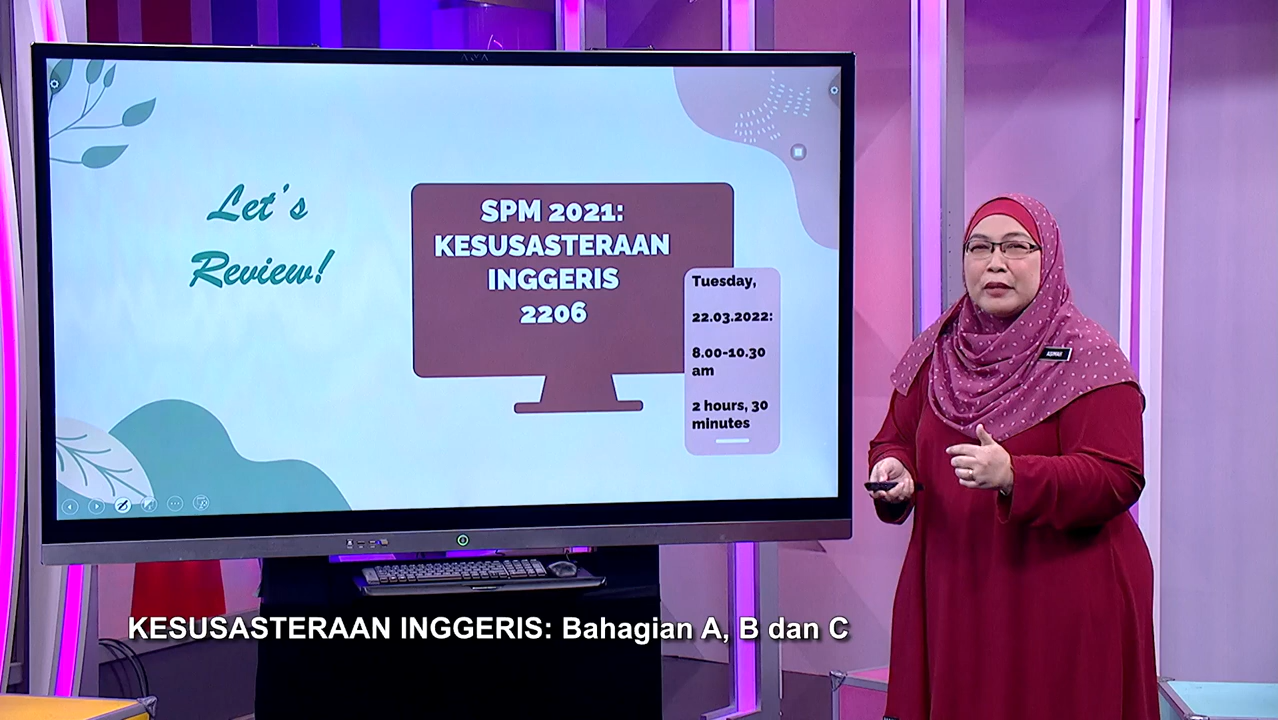 Let's
Review!
SPM 2021:
KESUSASTERAAN
INGGERIS
2206
Tuesday,
22.03.2022:
8.00-10.30
am
2 hours, 30
minutes
KESUSASTERAAN INGGERIS: Bahagian A, B dan C